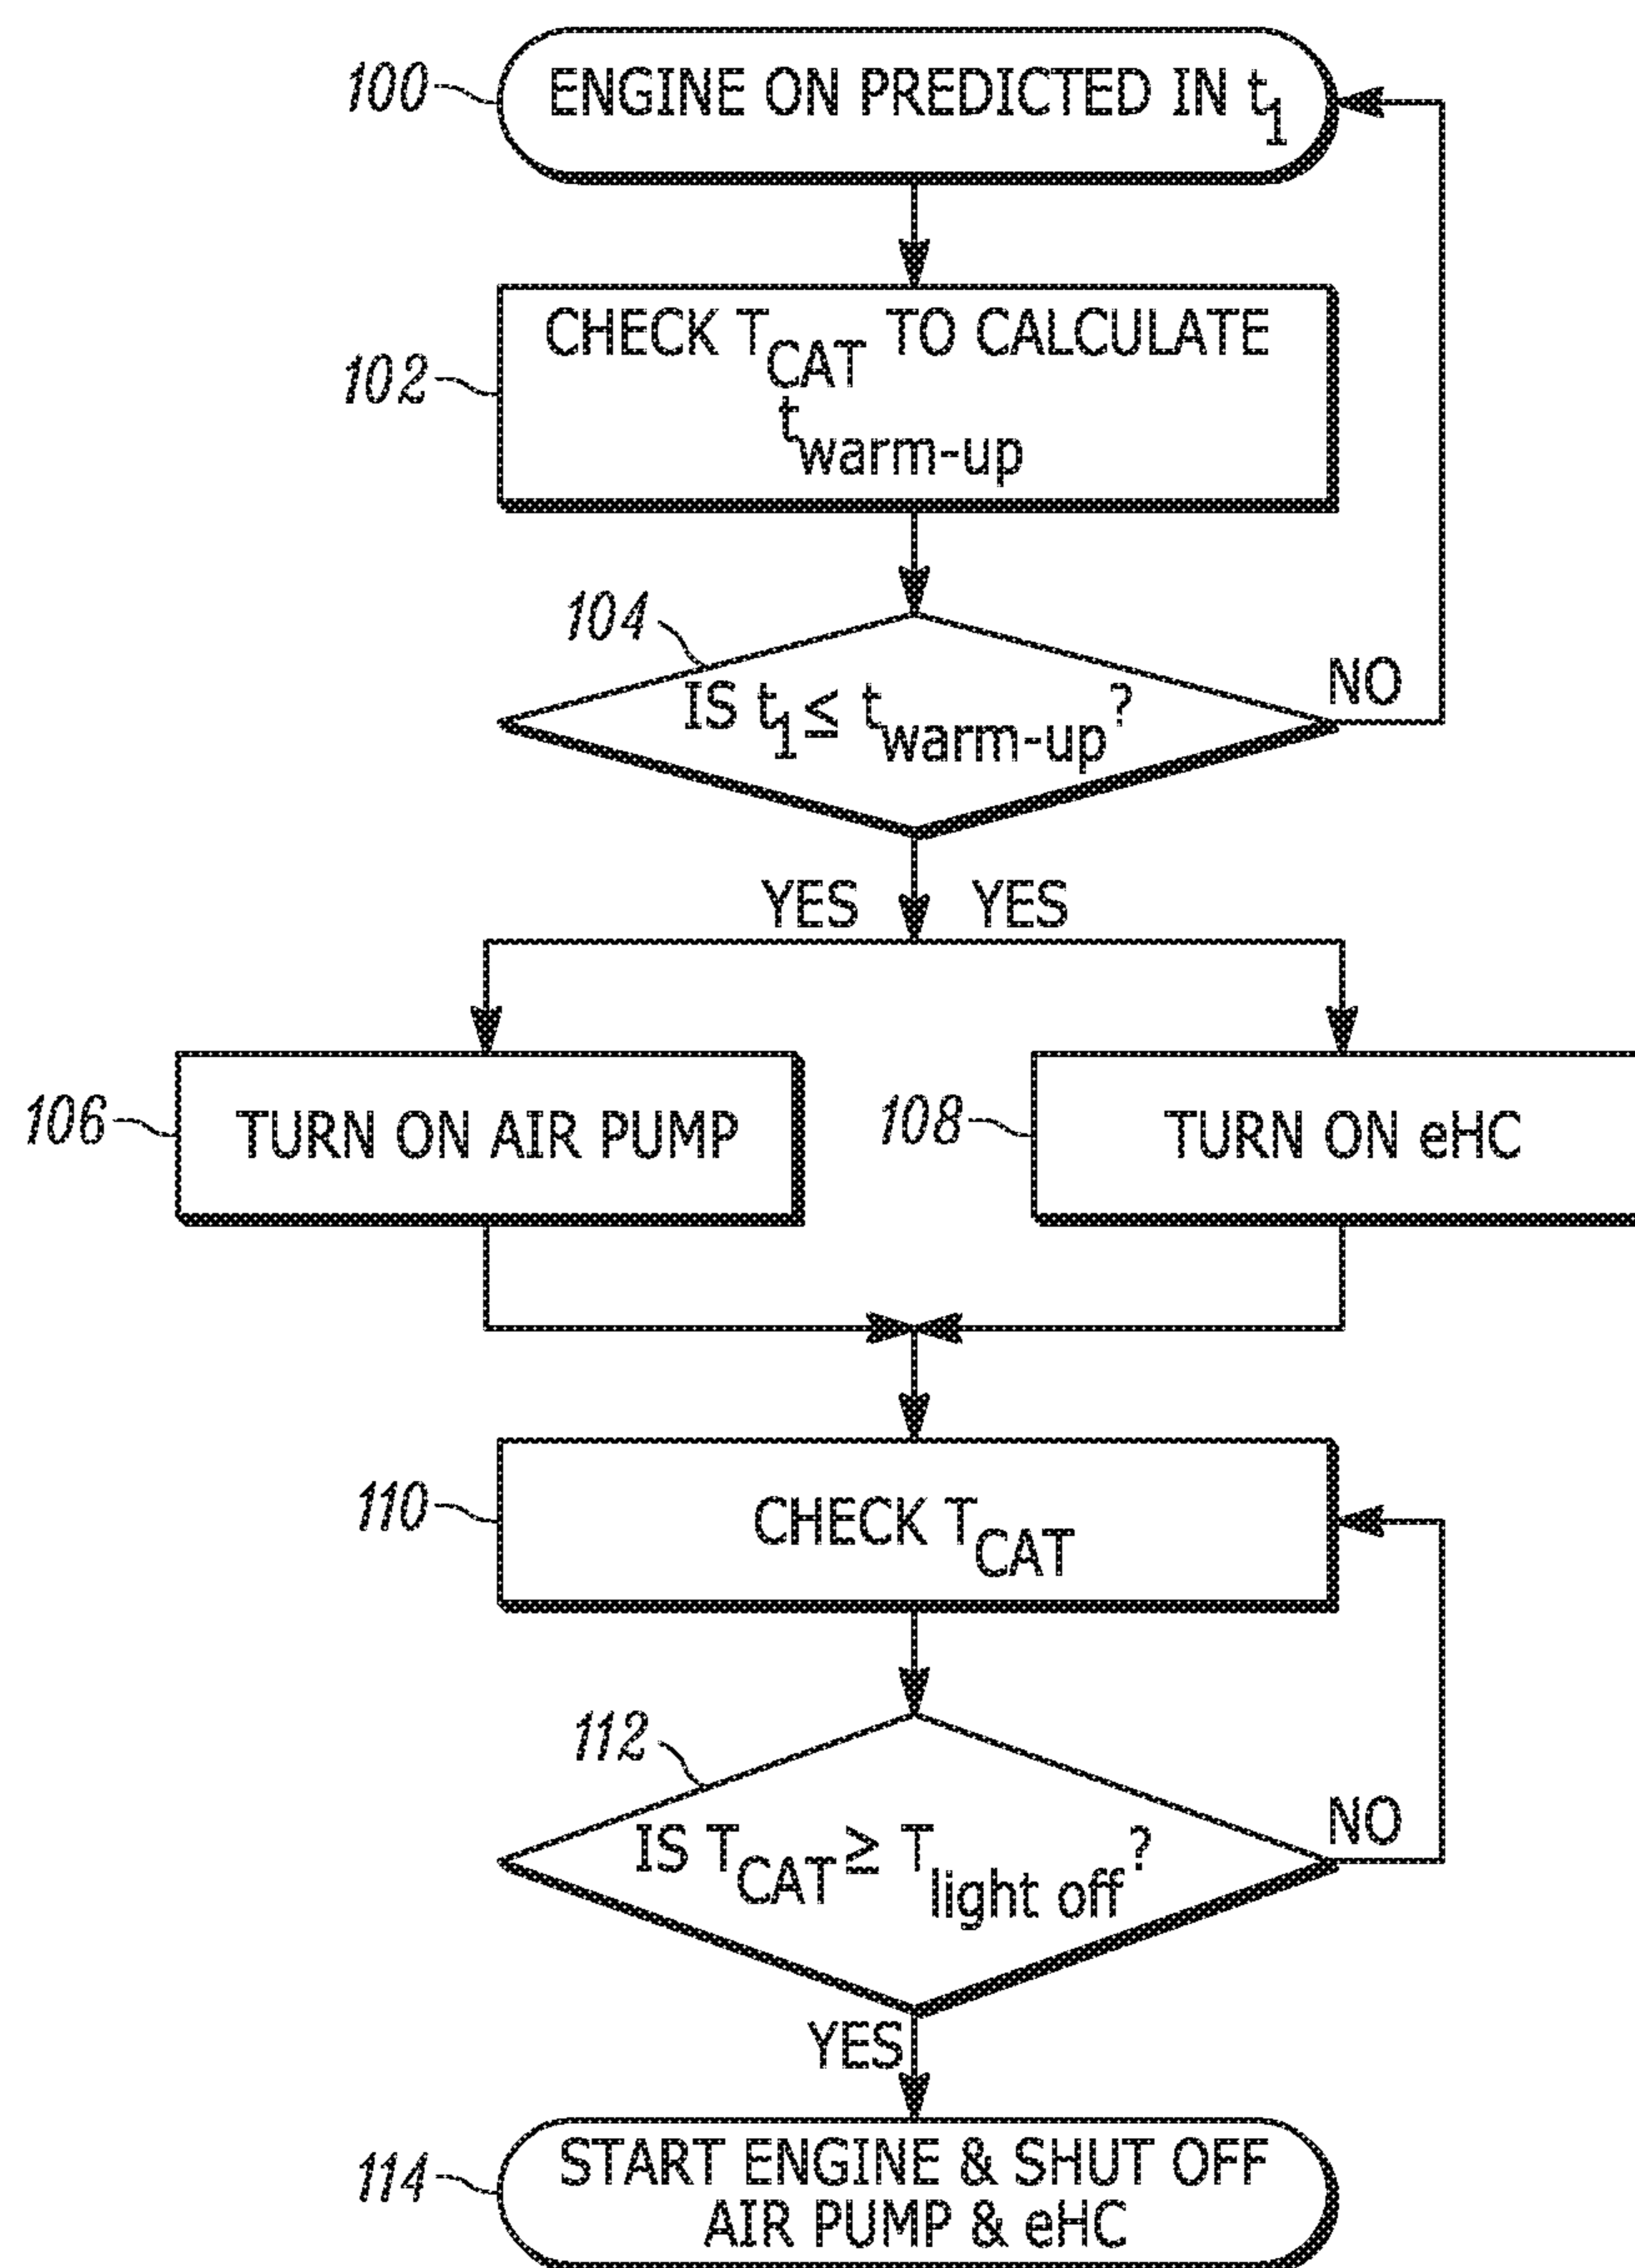 100
ENGINE ON PREDICTED IN t1
102
CHECK TCAT TO CALCULATE
twarm-up
104
IS t1 ≤ twarm-up?
NO
YES YES
106
TURN ON AIR PUMP
108
TURN ON eHC
110
CHECK TCAT
112
IS TCAT ≥ Tlight off?
NO
YES
114
START ENGINE & SHUT OFF
AIR PUMP & eHC